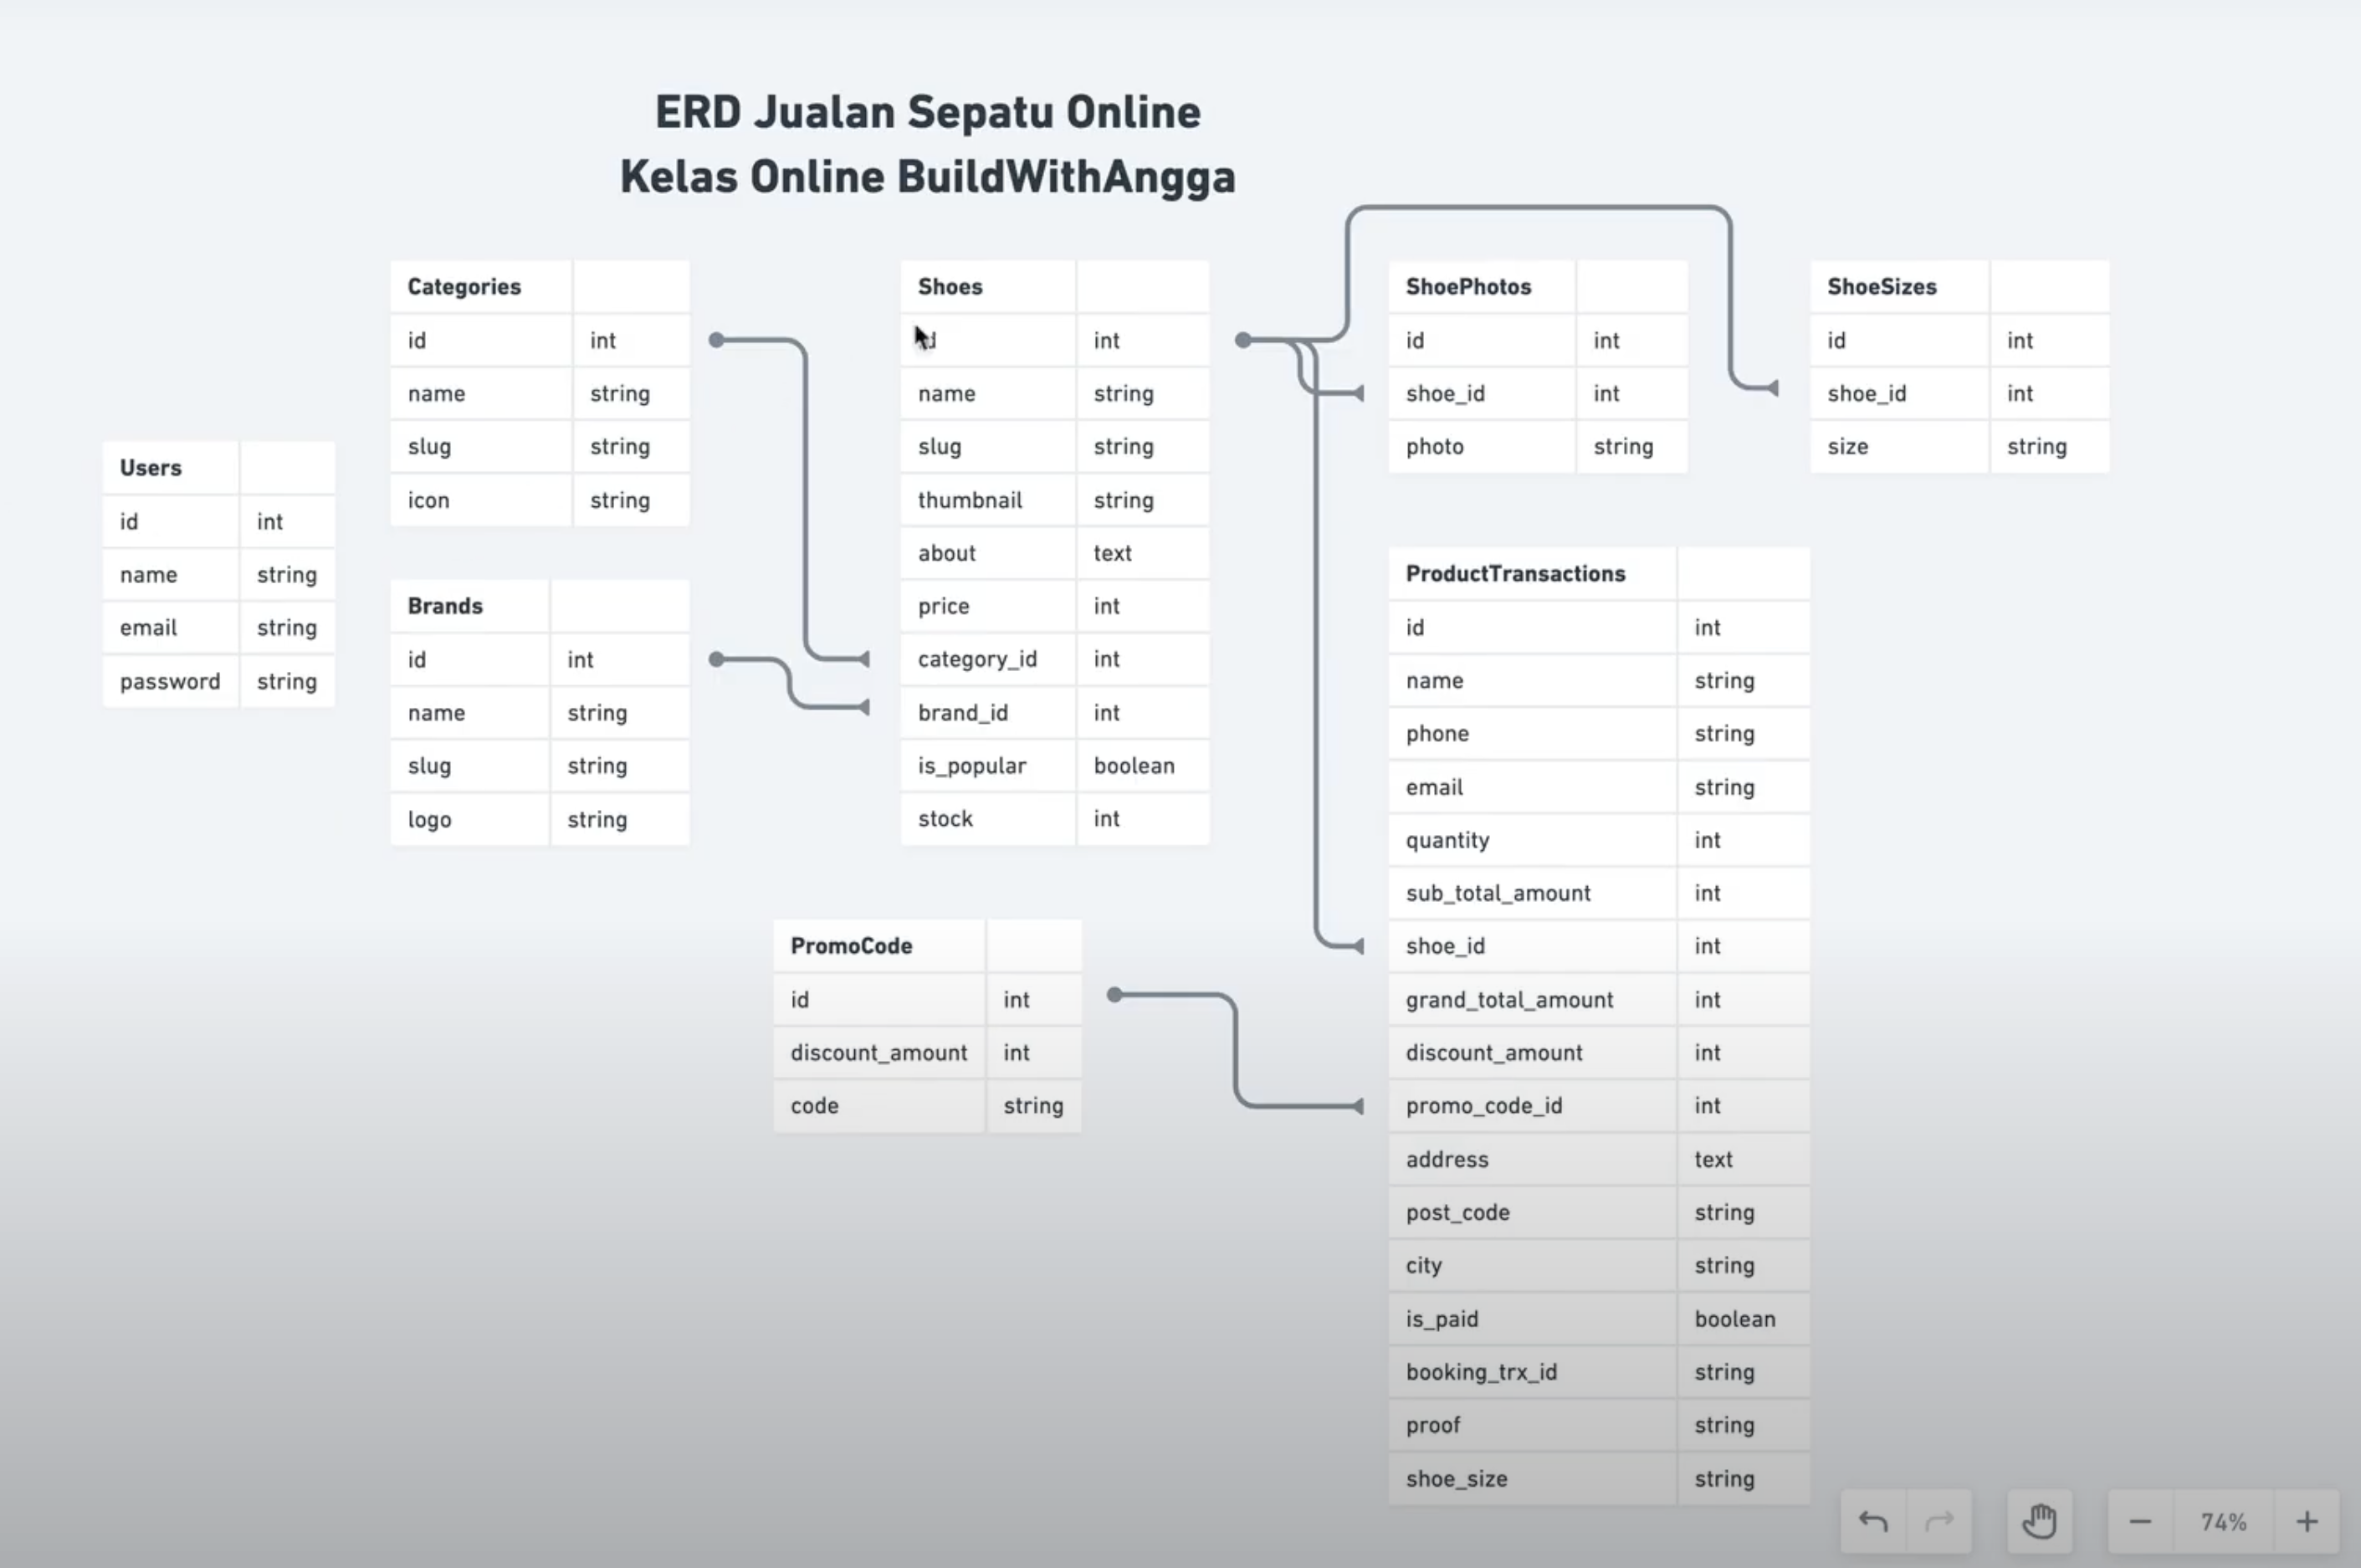 ERD Jualan Sepatu Online
Kelas Online BuildWithAngga
Users
id int
name string
email string
password string
Categories
id int
name string
slug string
icon string
Brands
id int
name string
slug string
logo string
Shoes
id int
name string
slug string
thumbnail string
about text
price int
category_id int
brand_id int
is_popular boolean
stock int
PromoCode
id int
discount_amount int
code string
ShoePhotos
id int
shoe_id int
photo string
ShoeSizes
id int
shoe_id int
size string
ProductTransactions
id int
name string
phone string
email string
quantity int
sub_total_amount int
shoe_id int
grand_total_amount int
discount_amount int
promo_code_id int
address text
post_code string
city string
is_paid boolean
booking_trx_id string
proof string
shoe_size string
74%